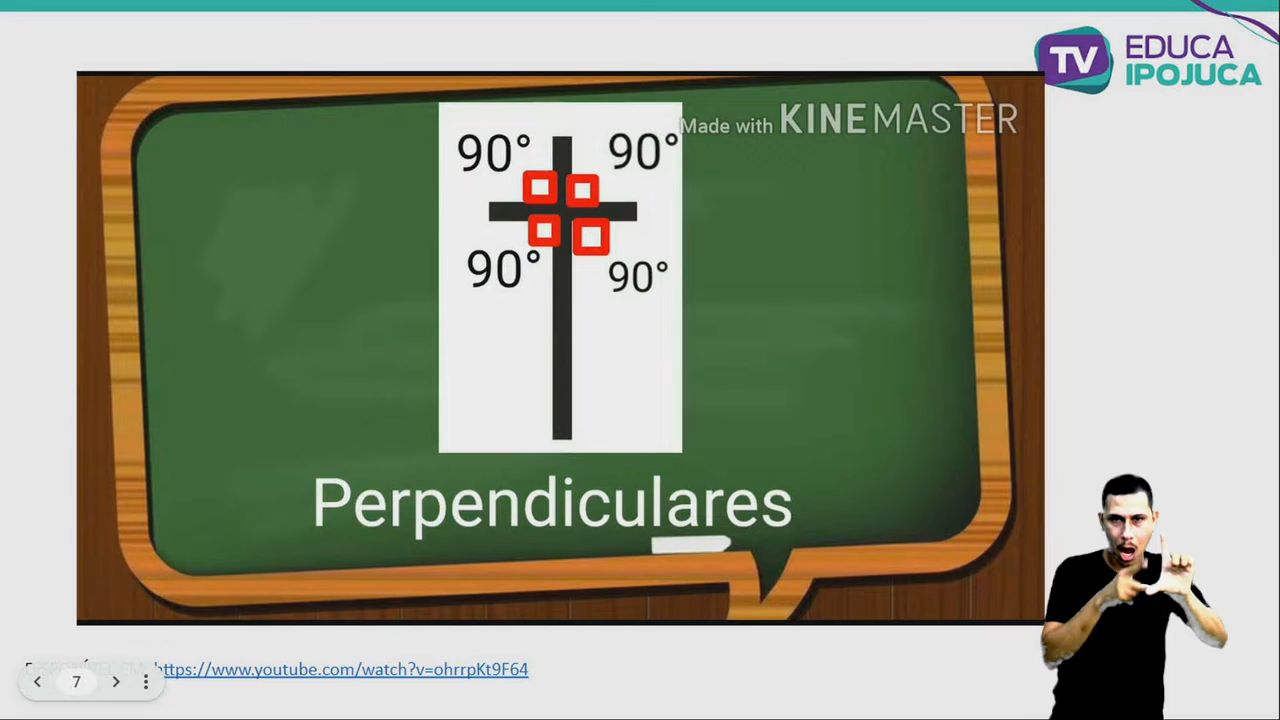 TV EDUCA
IPOJUCA
Made with KINEMASTER
90° 90°
90° 90°
Perpendiculares
https://www.youtube.com/watch?v=ohrrpKt9F64
7